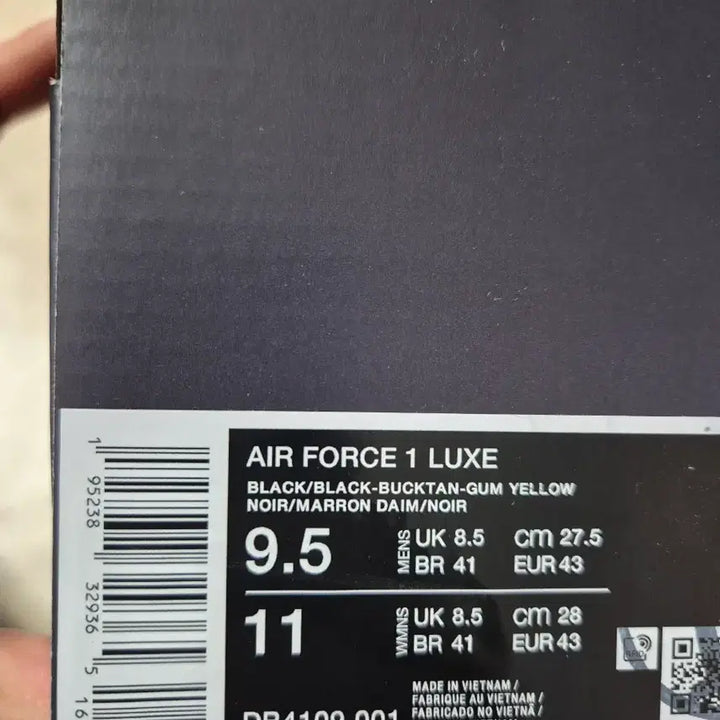 AIR FORCE 1 LUXE
BLACK/BLACK-BUCKTAN-GUM YELLOW
NOIR/MARRON DAIM/NOIR
9.5 MENS UK 8.5 cm 27.5
BR 41 EUR 43
11 WMNS UK 8.5 cm 28
BR 41 EUR 43
MADE IN VIETNAM /
FABRIQUE AU VIETNAM /
FABRICADO NO VIETNÃ /
1 95238 32936 5